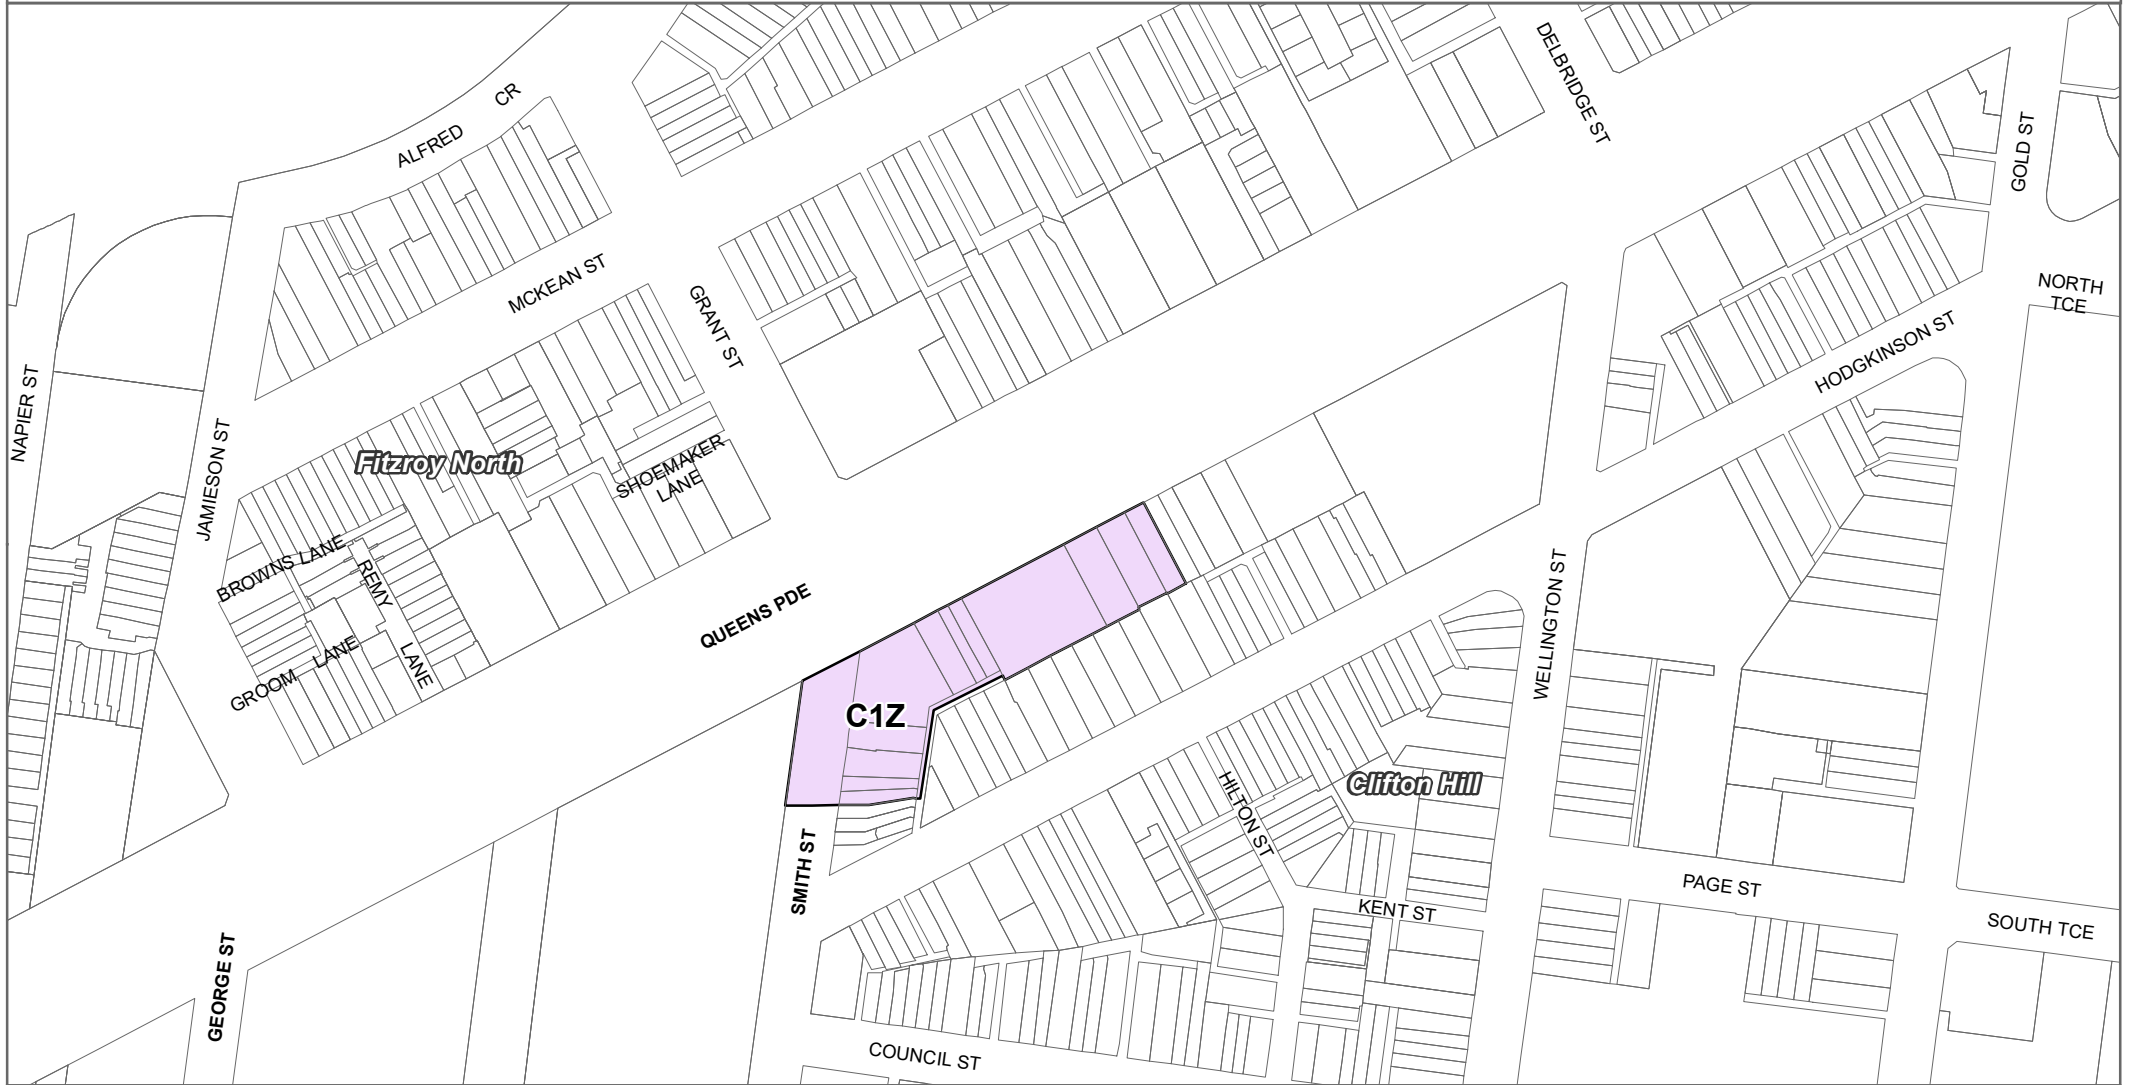 DELBRIDGE ST
ALFRED CR
GOLD ST
MCKEAN ST
NORTH
TCE
GRANT ST
HODGKINSON ST
NAPIER ST
JAMIESON ST
Fitzroy North
SHOEMAKER
LANE
BROWNS LANE
REMY LANE
QUEENS PDE
WELLINGTON ST
GROOM LANE
C1Z
HILTON ST
Clifton Hill
SMITH ST
PAGE ST
KENT ST
SOUTH TCE
GEORGE ST
COUNCIL ST